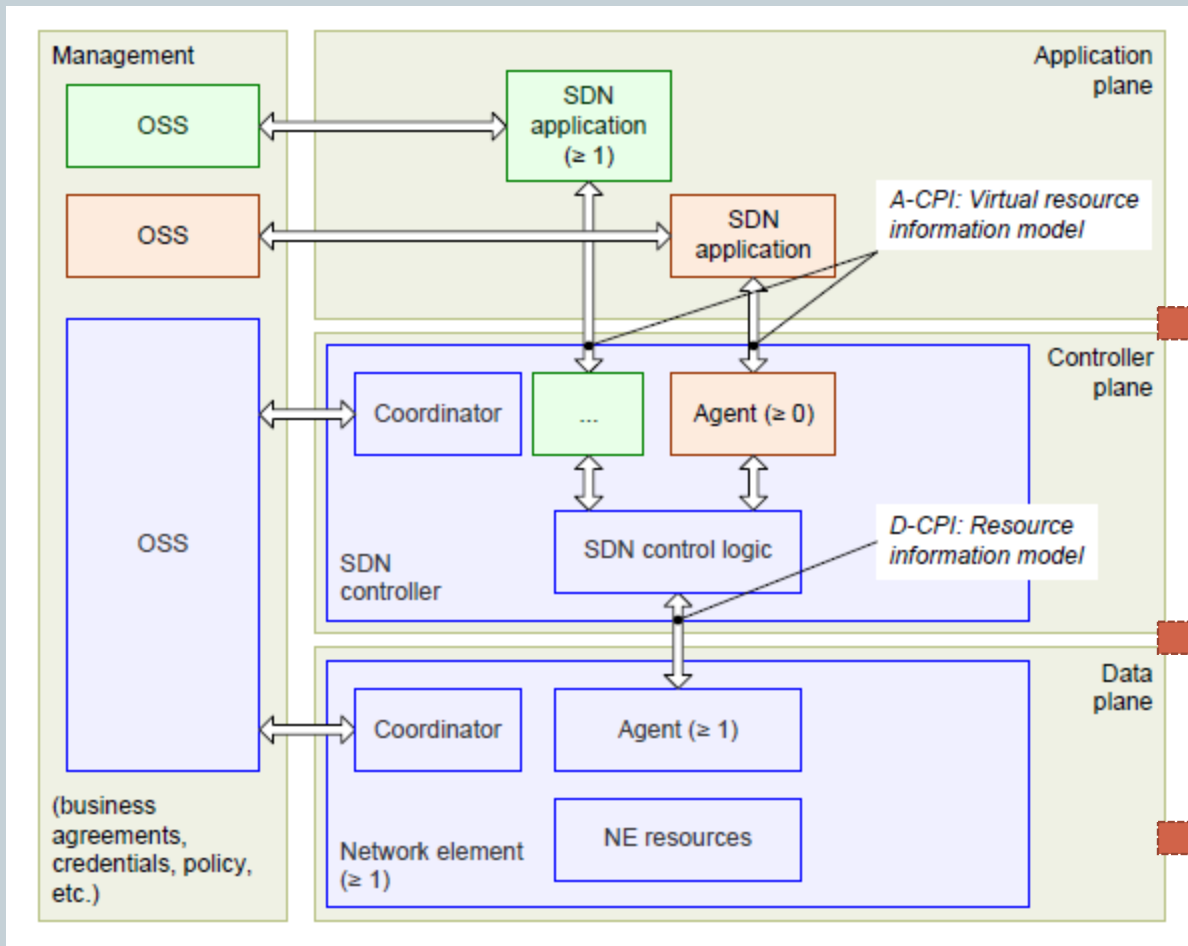 Management
OSS
OSS
OSS
(business
agreements,
credentials, policy,
etc.)
Application
plane
SDN
application
(≥ 1)
SDN
application
A-CPI: Virtual resource
information model
Controller
plane
Coordinator
...
Agent (≥ 0)
SDN control logic
SDN
controller
D-CPI: Resource
information model
Data
plane
Coordinator
Agent (≥ 1)
NE resources
Network element
(≥ 1)